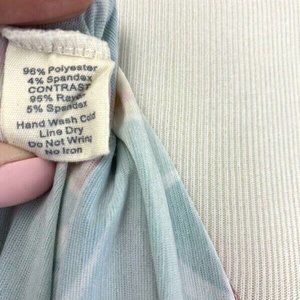 96% Polyester
4% Spandex
CONTRAST
95% Rayon
5% Spandex
Hand Wash Cold
Line Dry
Do Not Wring
No Iron